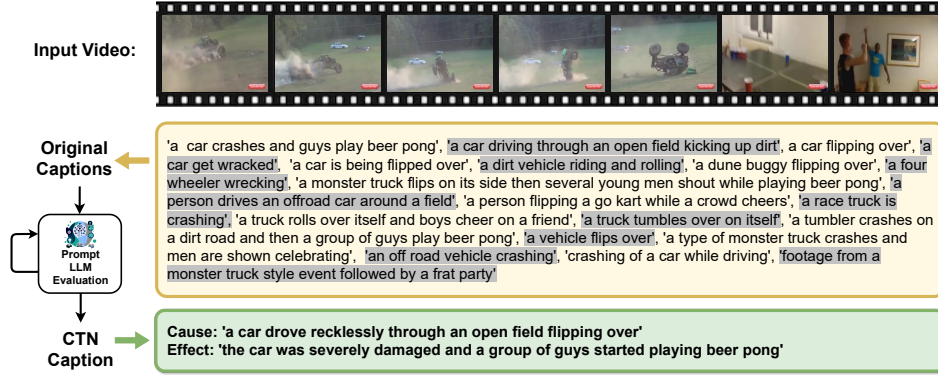 Input Video:
Original
Captions
'a car crashes and guys play beer pong', 'a car driving through an open field kicking up dirt', a car flipping over', 'a
car get wracked', 'a car is being flipped over', 'a dirt vehicle riding and rolling', 'a dune buggy flipping over', 'a four
wheeler wrecking', 'a monster truck flips on its side then several young men shout while playing beer pong', 'a
person drives an offroad car around a field', 'a person flipping a go kart while a crowd cheers', 'a race truck is
crashing', 'a truck rolls over itself and boys cheer on a friend', 'a truck tumbles over on itself', 'a tumbler crashes on
a dirt road and then a group of guys play beer pong', 'a vehicle flips over', 'a type of monster truck crashes and
men are shown celebrating', 'an off road vehicle crashing', 'crashing of a car while driving', 'footage from a
monster truck style event followed by a frat party'
Prompt
LLM
Evaluation
CTN
Caption
Cause: 'a car drove recklessly through an open field flipping over'
Effect: 'the car was severely damaged and a group of guys started playing beer pong'